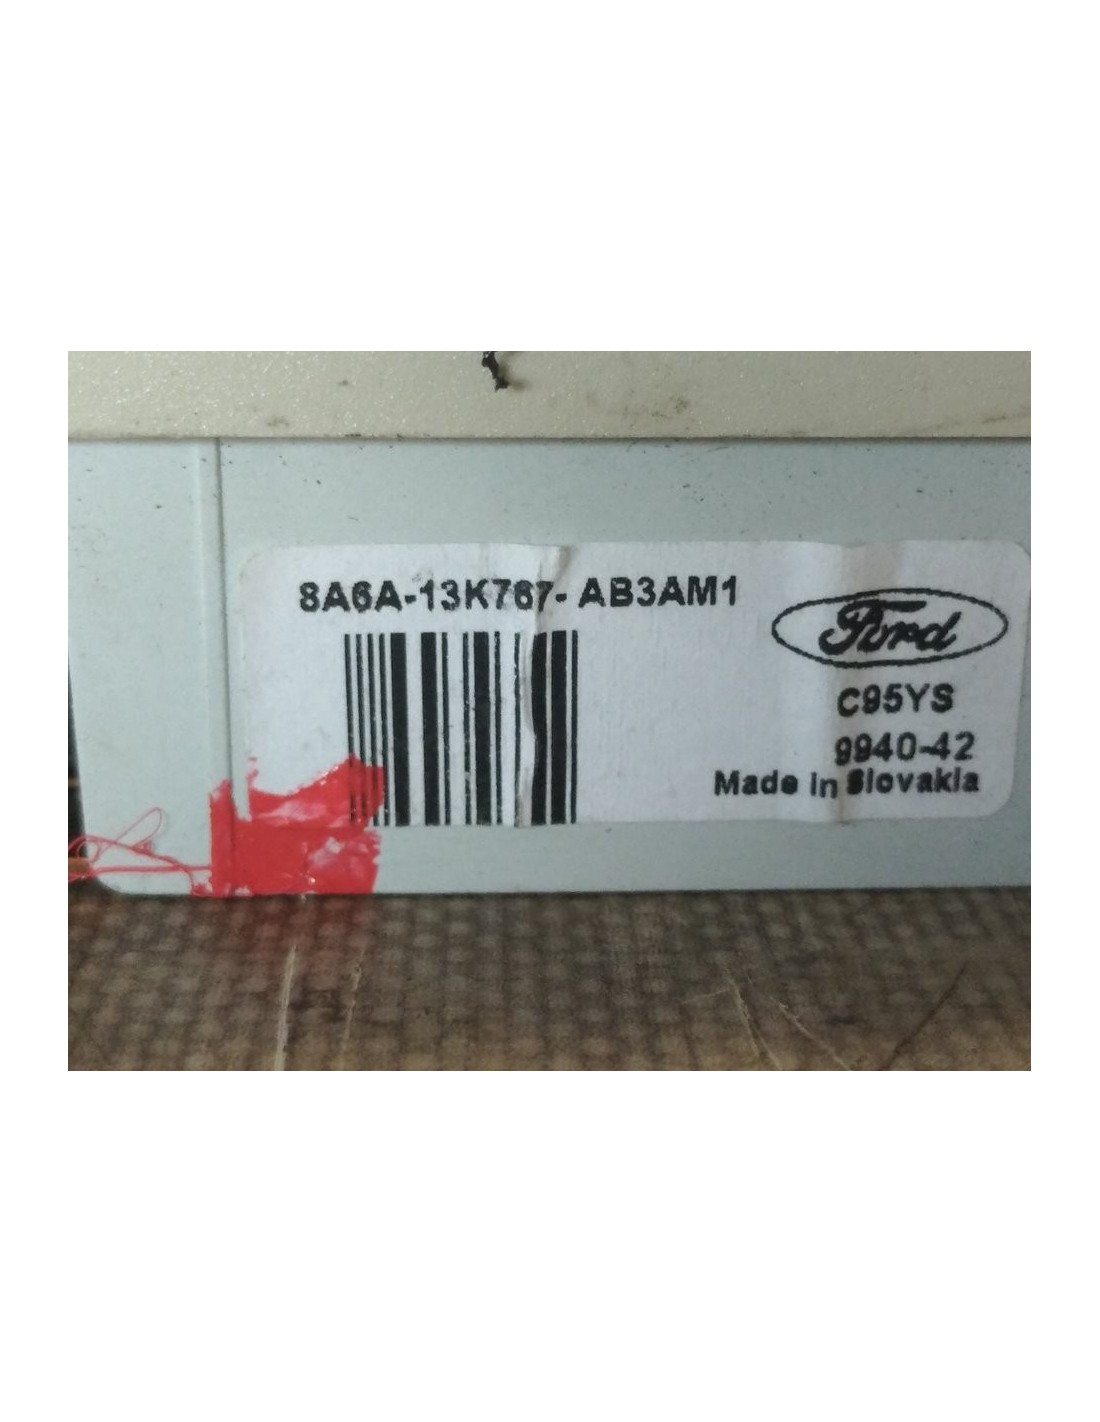 8A6A-13K767- AB3AM1
Ford
C95YS
9940-42
Made in Slovakia